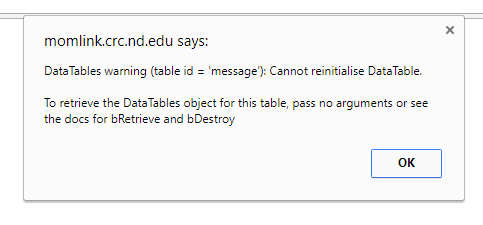 momlink.crc.nd.edu says:
DataTables warning (table id = 'message'): Cannot reinitialise DataTable.
To retrieve the DataTables object for this table, pass no arguments or see
the docs for bRetrieve and bDestroy
OK